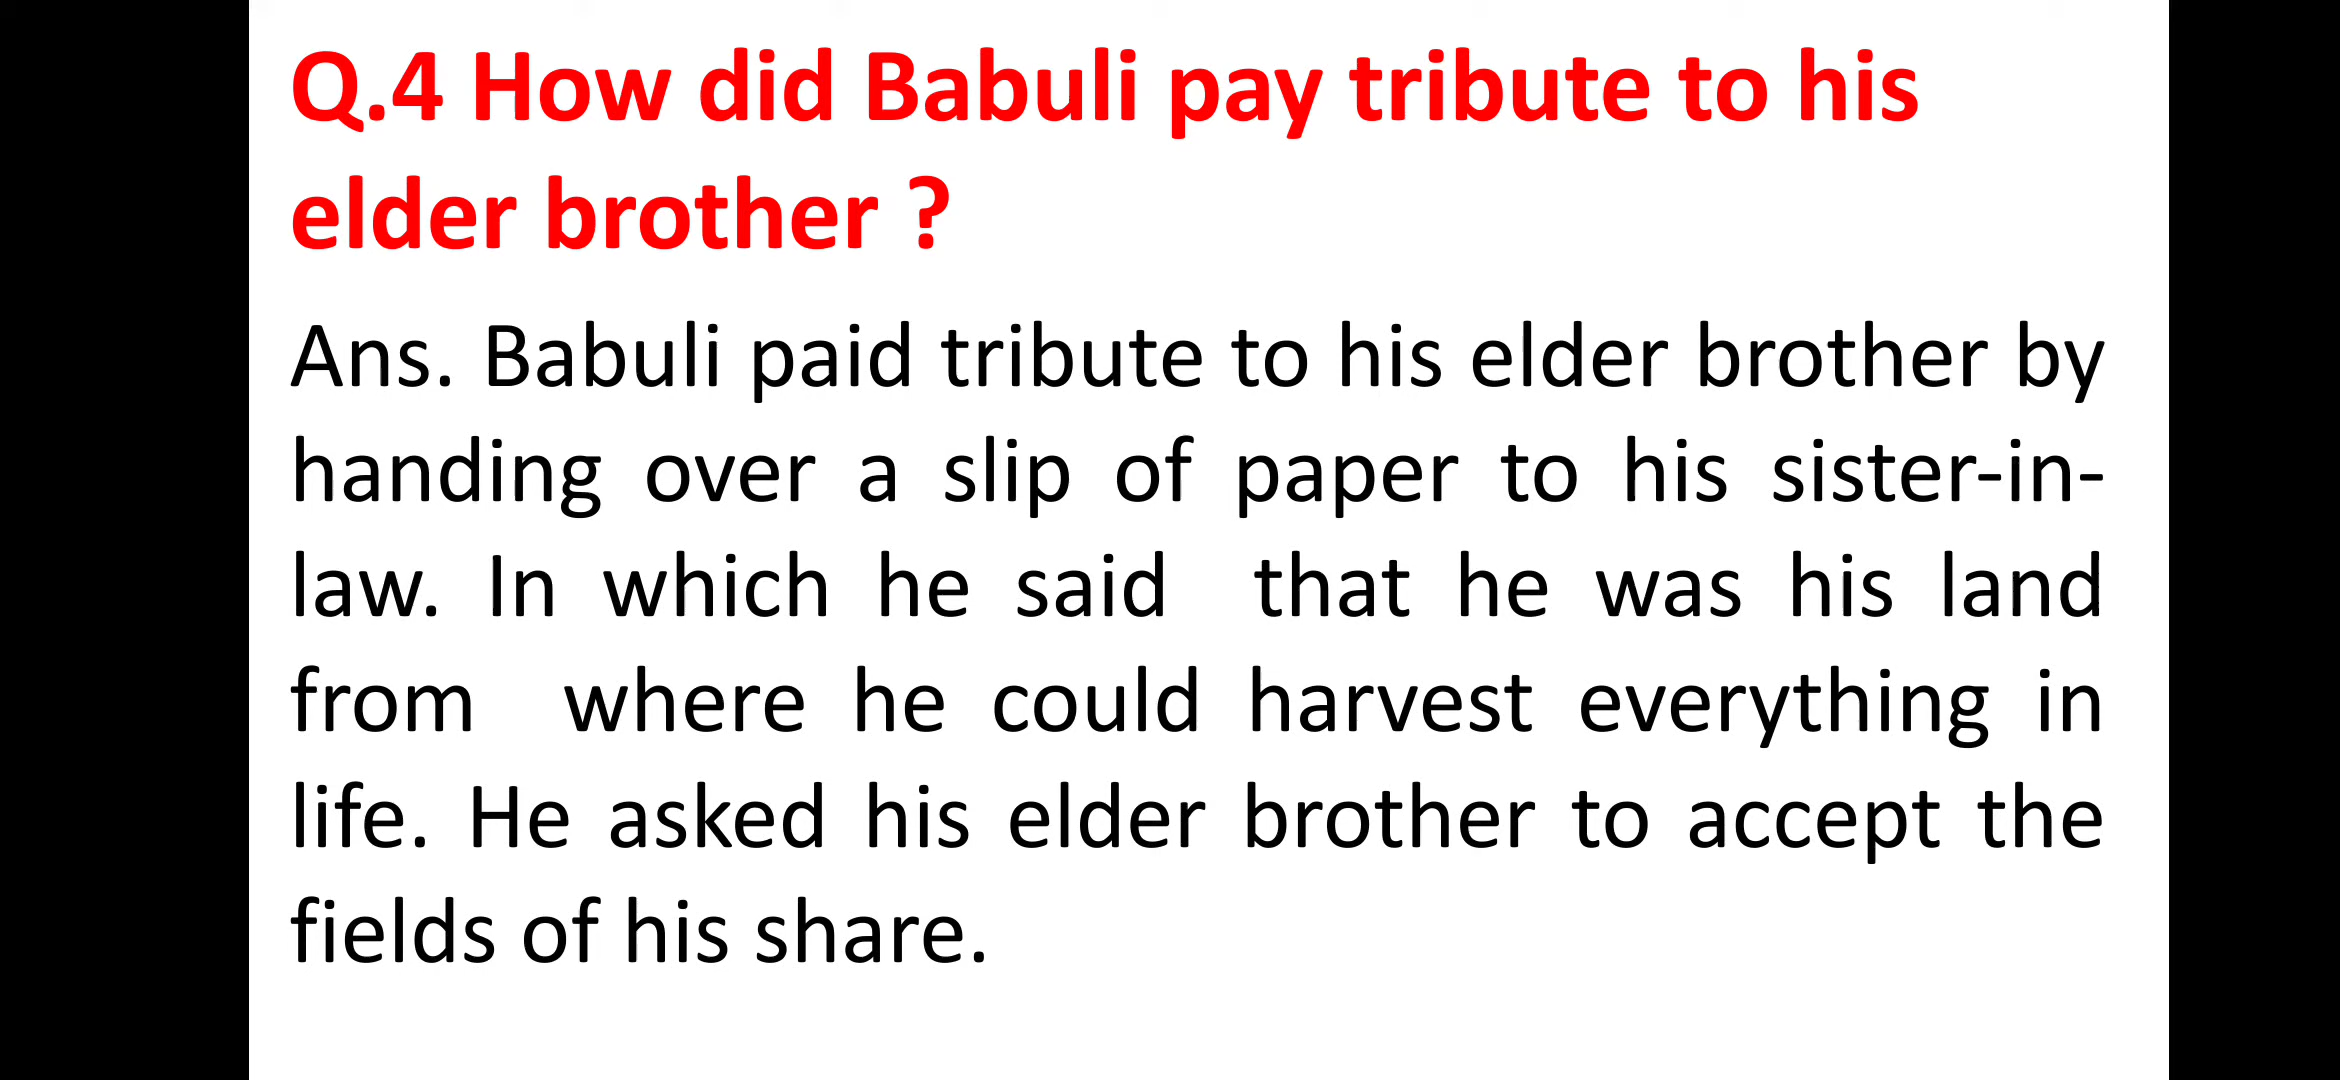 Q.4 How did Babuli pay tribute to his
elder brother ?
Ans. Babuli paid tribute to his elder brother by
handing over a slip of paper to his sister-in-
law. In which he said that he was his land
from where he could harvest everything in
life. He asked his elder brother to accept the
fields of his share.